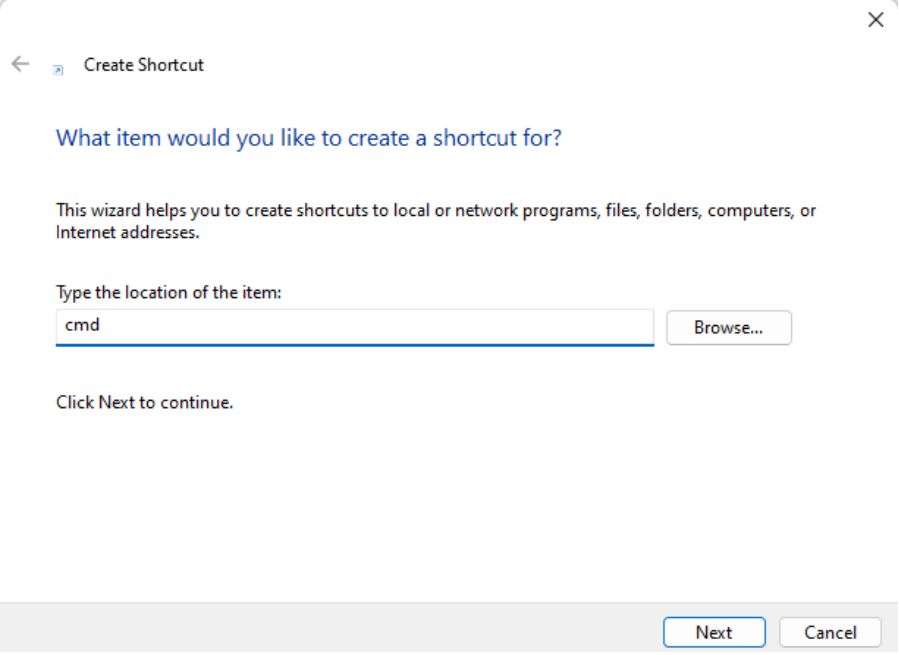 Create Shortcut
What item would you like to create a shortcut for?
This wizard helps you to create shortcuts to local or network programs, files, folders, computers, or
Internet addresses.
Type the location of the item:
cmd
Browse...
Click Next to continue.
Next
Cancel